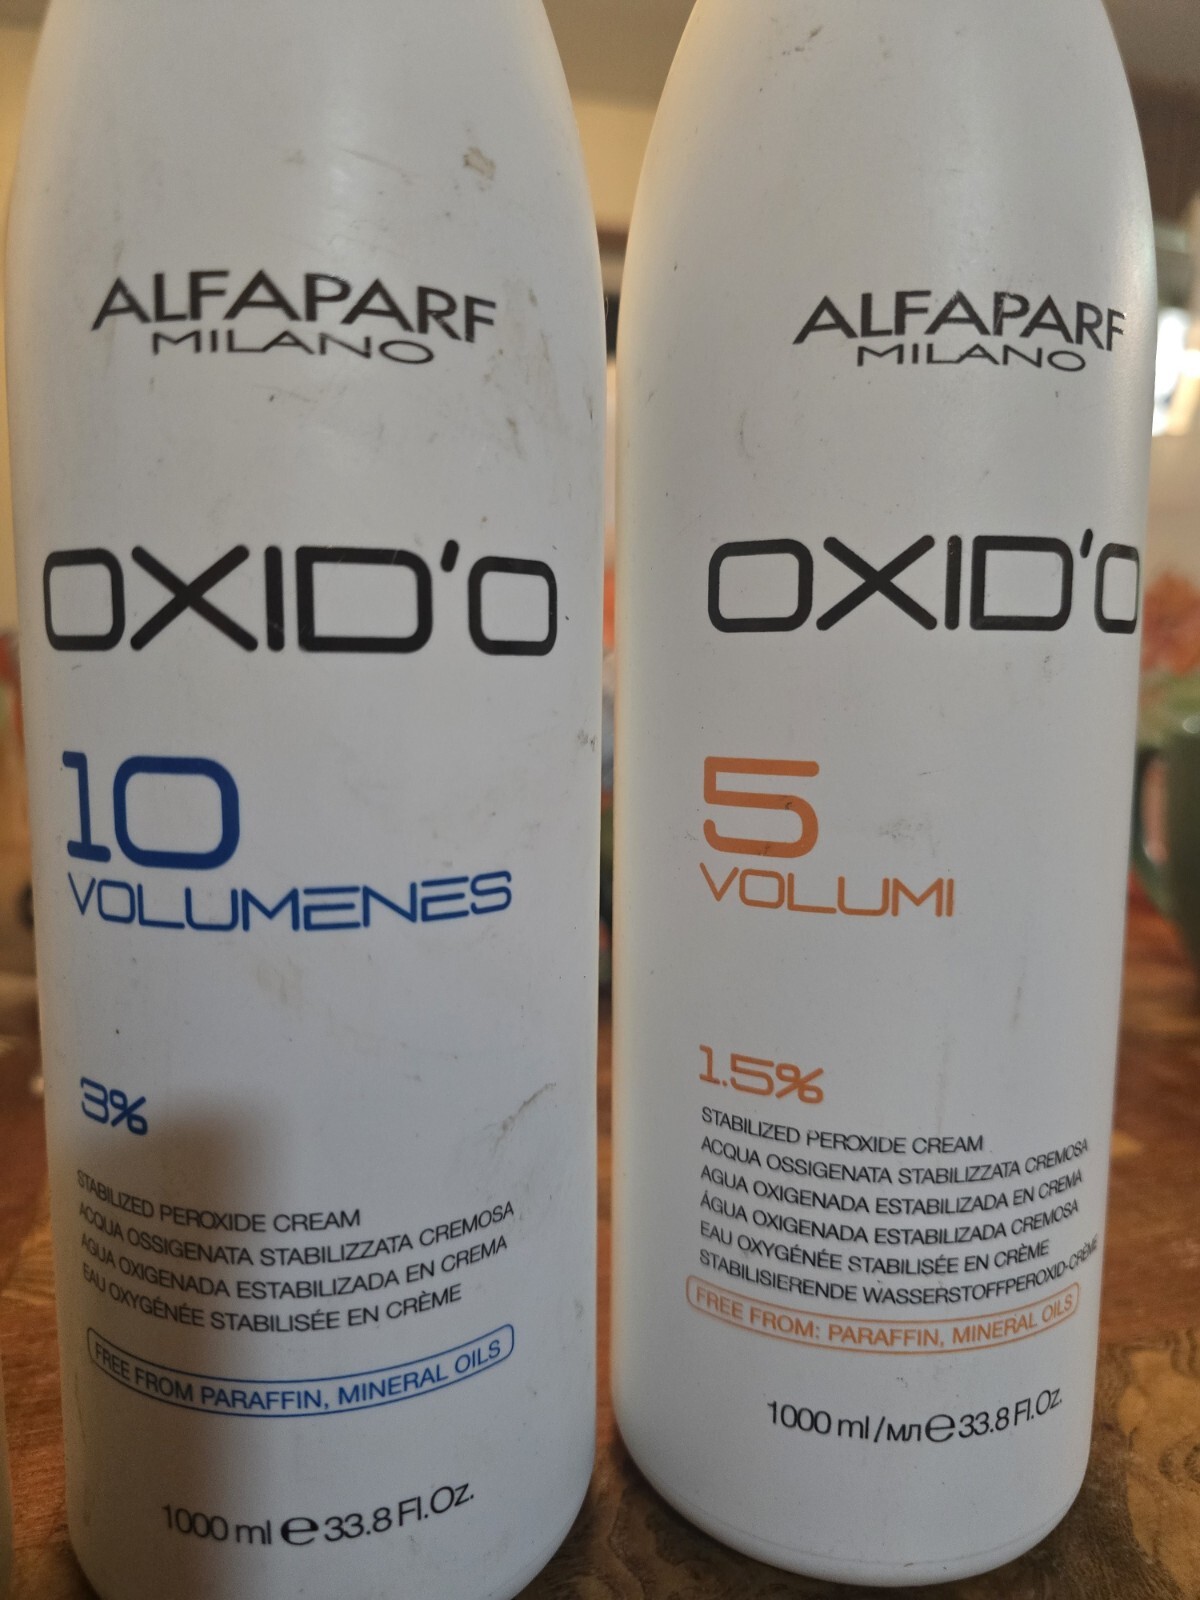 ALFAPARF
MILANO
OXID'O
10
VOLUMENES
3%
STABILIZED PEROXIDE CREAM
ACQUA OSSIGENATA STABILIZZATA CREMOSA
AGUA OXIGENADA ESTABILIZADA EN CREMA
EAU OXYGÉNÉE STABILISÉE EN CRÈME
FREE FROM PARAFFIN, MINERAL OILS
1000 ml e 33.8 Fl.Oz.
ALFAPARF
MILANO
OXID'O
5
VOLUMI
1.5%
STABILIZED PEROXIDE CREAM
ACQUA OSSIGENATA STABILIZZATA CREMOSA
AGUA OXIGENADA ESTABILIZADA EN CREMA
ÁGUA OXIGENADA ESTABILIZADA CREMOSA
EAU OXYGÉNÉE STABILISÉE EN CRÈME
STABILISIERENDE WASSERSTOFFPEROXID-CRÈME
FREE FROM: PARAFFIN, MINERAL OILS
1000 ml/мл e 33.8 Fl.Oz.